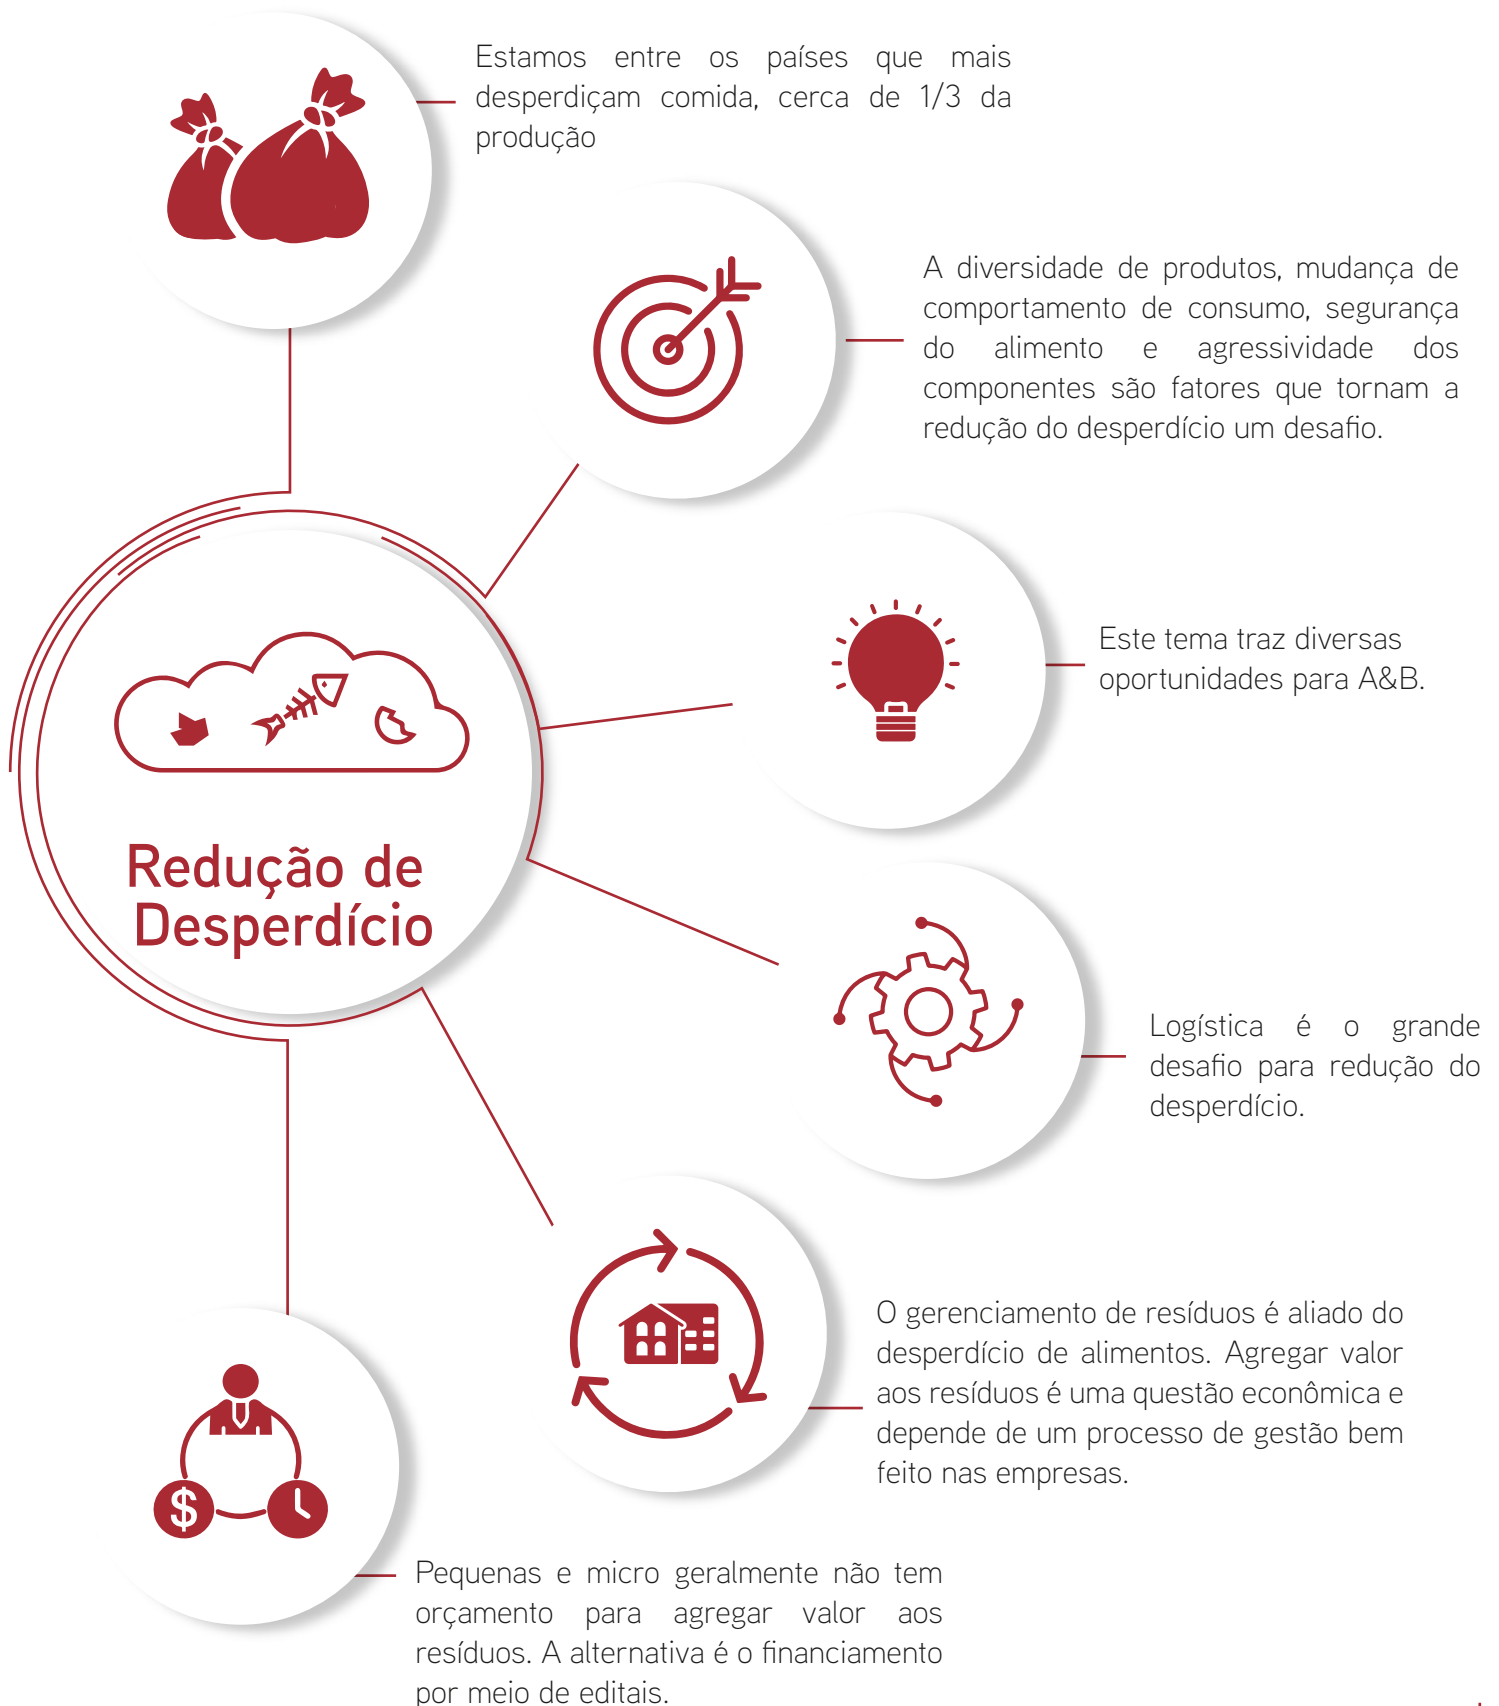 Estamos entre os países que mais
desperdiçam comida, cerca de 1/3 da
produção
A diversidade de produtos, mudança de
comportamento de consumo, segurança
do alimento e agressividade dos
componentes são fatores que tornam a
redução do desperdício um desafio.
Este tema traz diversas
oportunidades para A&B.
Redução de
Desperdício
Logística é o grande
desafio para redução do
desperdício.
O gerenciamento de resíduos é aliado do
desperdício de alimentos. Agregar valor
aos resíduos é uma questão econômica e
depende de um processo de gestão bem
feito nas empresas.
$
Pequenas e micro geralmente não tem
orçamento para agregar valor aos
resíduos. A alternativa é o financiamento
por meio de editais.